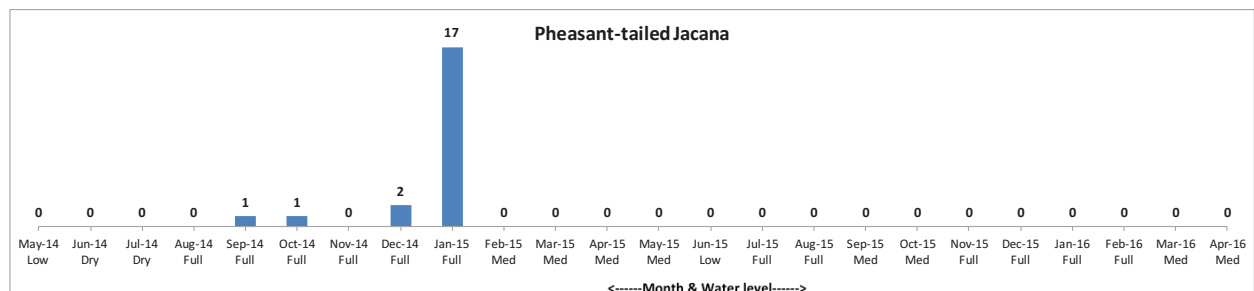 Pheasant-tailed Jacana
0 0 0 0 1 1 0 2 17 0 0 0 0 0 0 0 0 0 0 0 0 0 0 0
May-14 Jun-14 Jul-14 Aug-14 Sep-14 Oct-14 Nov-14 Dec-14 Jan-15 Feb-15 Mar-15 Apr-15 May-15 Jun-15 Jul-15 Aug-15 Sep-15 Oct-15 Nov-15 Dec-15 Jan-16 Feb-16 Mar-16 Apr-16
Low Dry Dry Full Full Full Full Full Full Med Med Med Med Low Full Full Med Med Full Full Full Full Med Med
<------Month & Water level------>